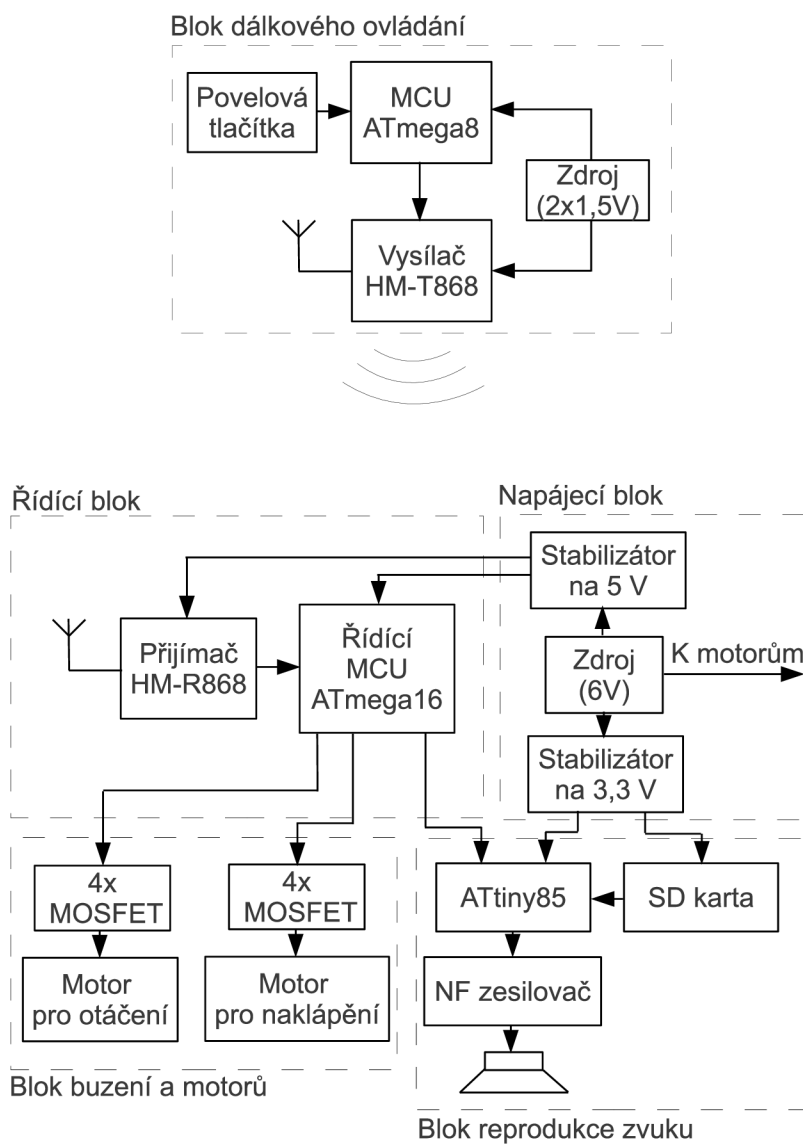 Blok dálkového ovládání
Povelová
tlačítka
MCU
ATmega8
Zdroj
(2x1,5V)
Vysílač
HM-T868
Řídící blok
Napájecí blok
Stabilizátor
na 5 V
Přijímač
HM-R868
Řídící
MCU
ATmega16
Zdroj
(6V)
K motorům
Stabilizátor
na 3,3 V
4x
MOSFET
4x
MOSFET
ATtiny85
SD karta
Motor
pro otáčení
Motor
pro naklápění
NF zesilovač
Blok buzení a motorů
Blok reprodukce zvuku